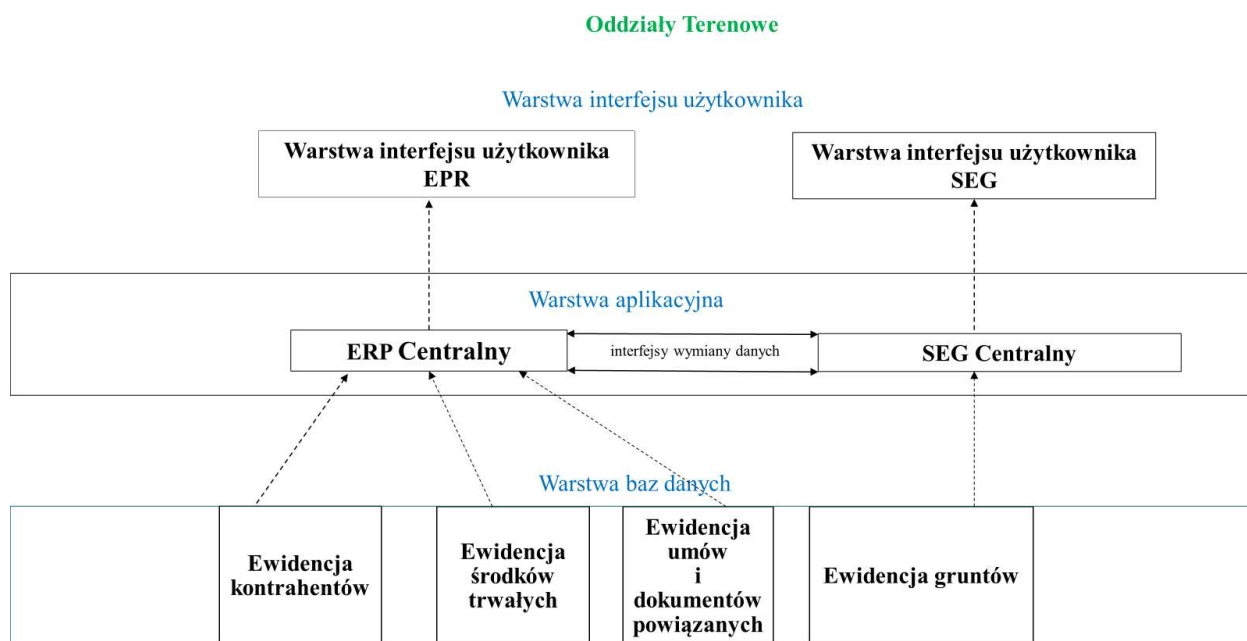 Oddziały Terenowe
Warstwa interfejsu użytkownika
Warstwa interfejsu użytkownika
EPR
Warstwa interfejsu użytkownika
SEG
Warstwa aplikacyjna
ERP Centralny
interfejsy wymiany danych
SEG Centralny
Warstwa baz danych
Ewidencja
kontrahentów
Ewidencja
środków
trwałych
Ewidencja
umów
i
dokumentów
powiązanych
Ewidencja gruntów